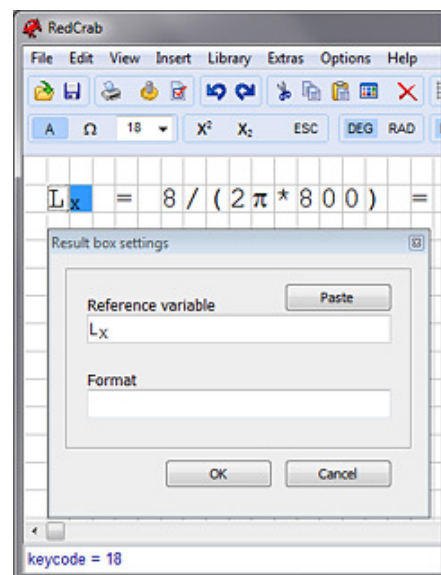 RedCrab
File Edit View Insert Library Extras Options Help
A Ω 18 X² X₂ ESC DEG RAD
Lₓ = 8/(2π*800) =
Result box settings
Reference variable Paste
Lₓ
Format
OK Cancel
keycode = 18